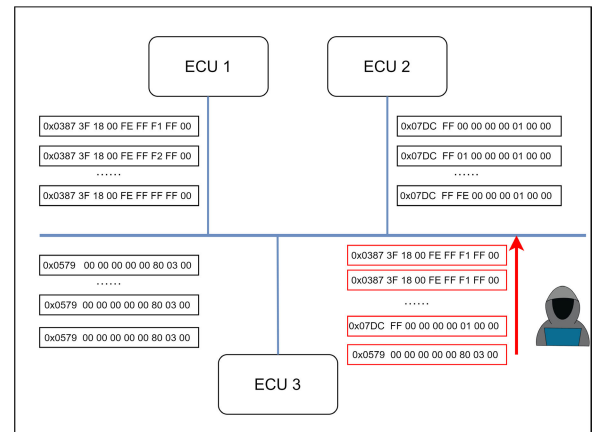 ECU 1
ECU 2
0x0387 3F 18 00 FE FF F1 FF 00
0x0387 3F 18 00 FE FF F2 FF 00
......
0x0387 3F 18 00 FE FF FF FF 00
0x07DC FF 00 00 00 00 01 00 00
0x07DC FF 01 00 00 00 01 00 00
......
0x07DC FF FE 00 00 00 01 00 00
0x0579 00 00 00 00 00 80 03 00
......
0x0579 00 00 00 00 00 80 03 00
0x0579 00 00 00 00 00 80 03 00
0x0387 3F 18 00 FE FF F1 FF 00
0x0387 3F 18 00 FE FF F1 FF 00
......
0x07DC FF 00 00 00 00 01 00 00
0x0579 00 00 00 00 00 80 03 00
ECU 3